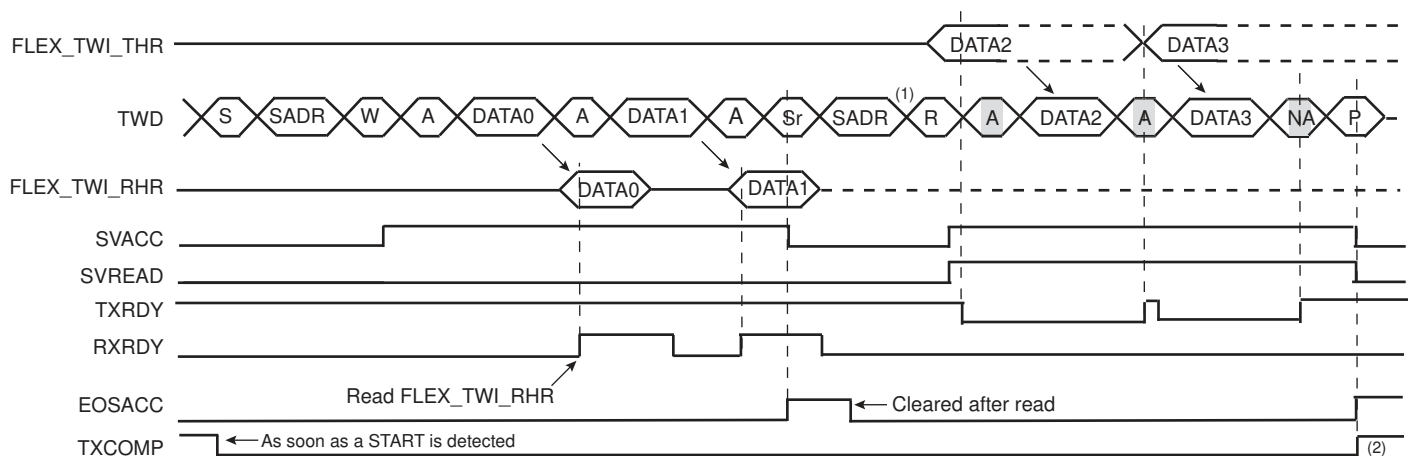 FLEX_TWI_THR DATA2 DATA3
(1)
TWD S SADR W A DATA0 A DATA1 A Sr SADR R A DATA2 A DATA3 NA P
FLEX_TWI_RHR DATA0 DATA1
SVACC
SVREAD
TXRDY
RXRDY
Read FLEX_TWI_RHR
EOSACC Cleared after read
TXCOMP As soon as a START is detected (2)